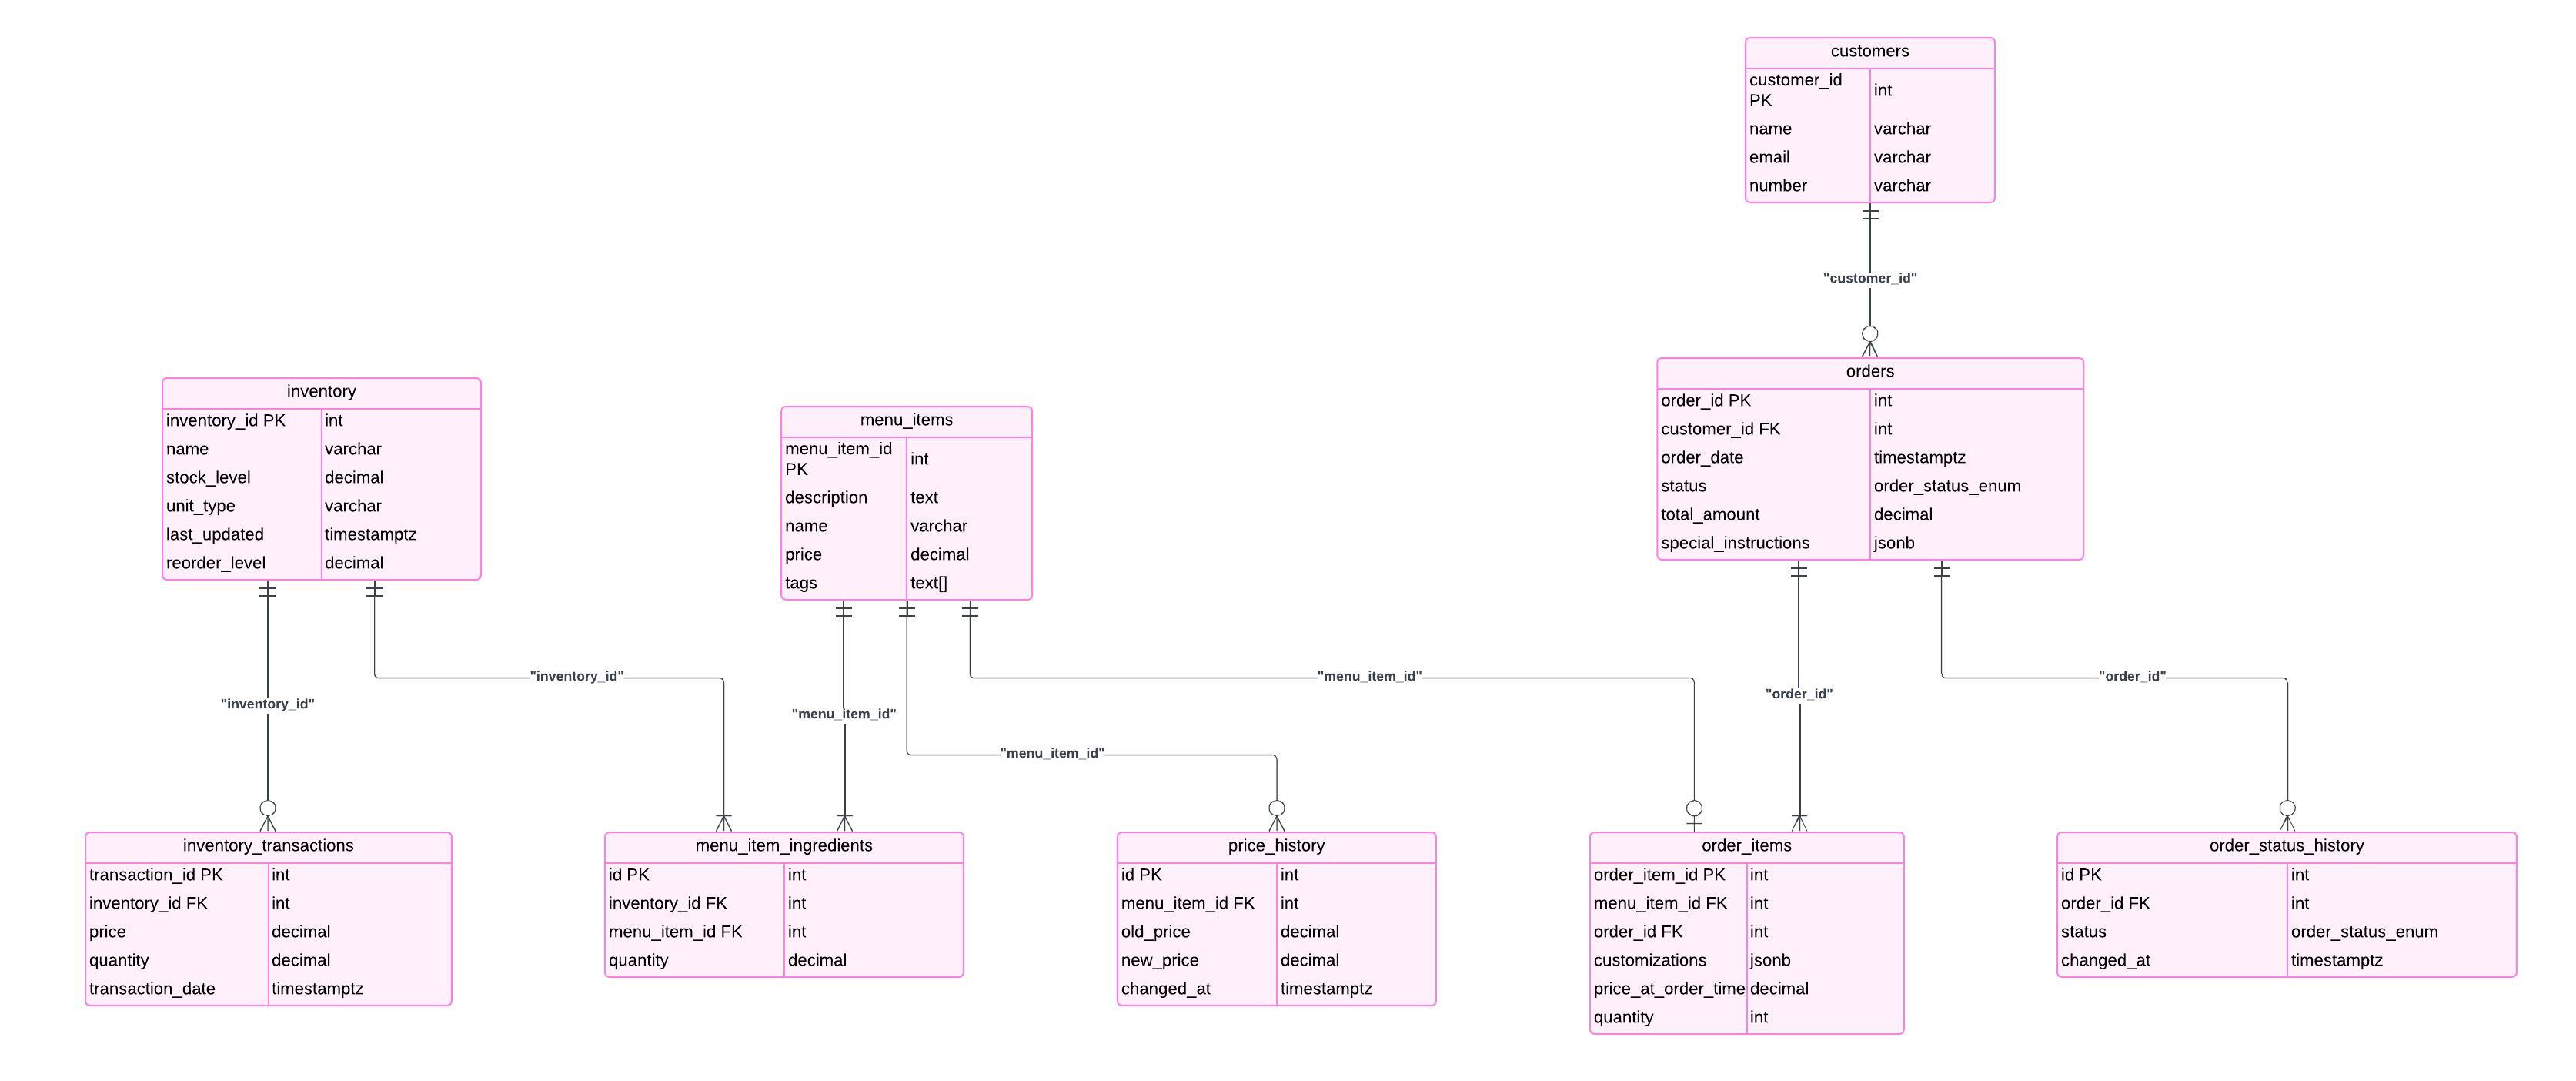 customers
customer_id
PK
int
name varchar
email varchar
number varchar
"customer_id"
orders
order_id PK int
customer_id FK int
order_date timestamptz
status order_status_enum
total_amount decimal
special_instructions jsonb
inventory
inventory_id PK int
name varchar
stock_level decimal
unit_type varchar
last_updated timestamptz
reorder_level decimal
menu_items
menu_item_id
PK
int
description text
name varchar
price decimal
tags text[]
"inventory_id"
"inventory_id"
"menu_item_id"
"menu_item_id"
"menu_item_id"
"order_id"
"order_id"
inventory_transactions
transaction_id PK int
inventory_id FK int
price decimal
quantity decimal
transaction_date timestamptz
menu_item_ingredients
id PK int
inventory_id FK int
menu_item_id FK int
quantity decimal
price_history
id PK int
menu_item_id FK int
old_price decimal
new_price decimal
changed_at timestamptz
order_items
order_item_id PK int
menu_item_id FK int
order_id FK int
customizations jsonb
price_at_order_time decimal
quantity int
order_status_history
id PK int
order_id FK int
status order_status_enum
changed_at timestamptz